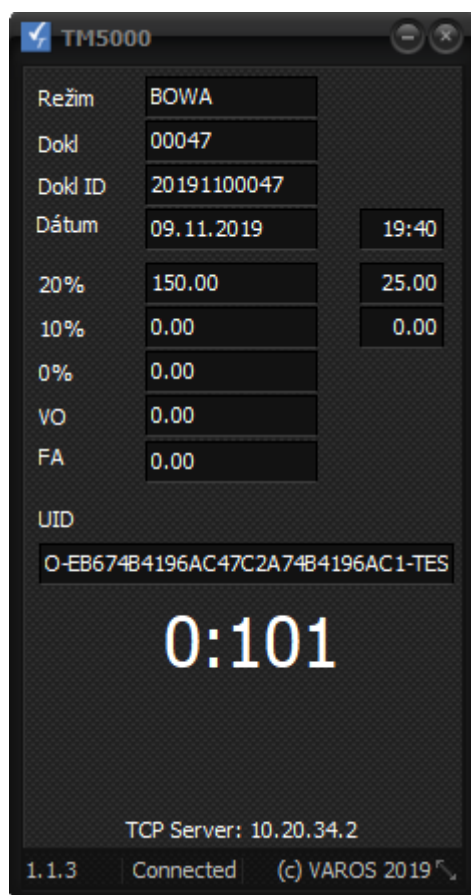 TM5000
Režim BOWA
Dokl 00047
Dokl ID 20191100047
Dátum 09.11.2019 19:40
20% 150.00 25.00
10% 0.00 0.00
0% 0.00
VO 0.00
FA 0.00
UID
O-EB674B4196AC47C2A74B4196AC1-TES
0:101
TCP Server: 10.20.34.2
1.1.3 Connected (c) VAROS 2019